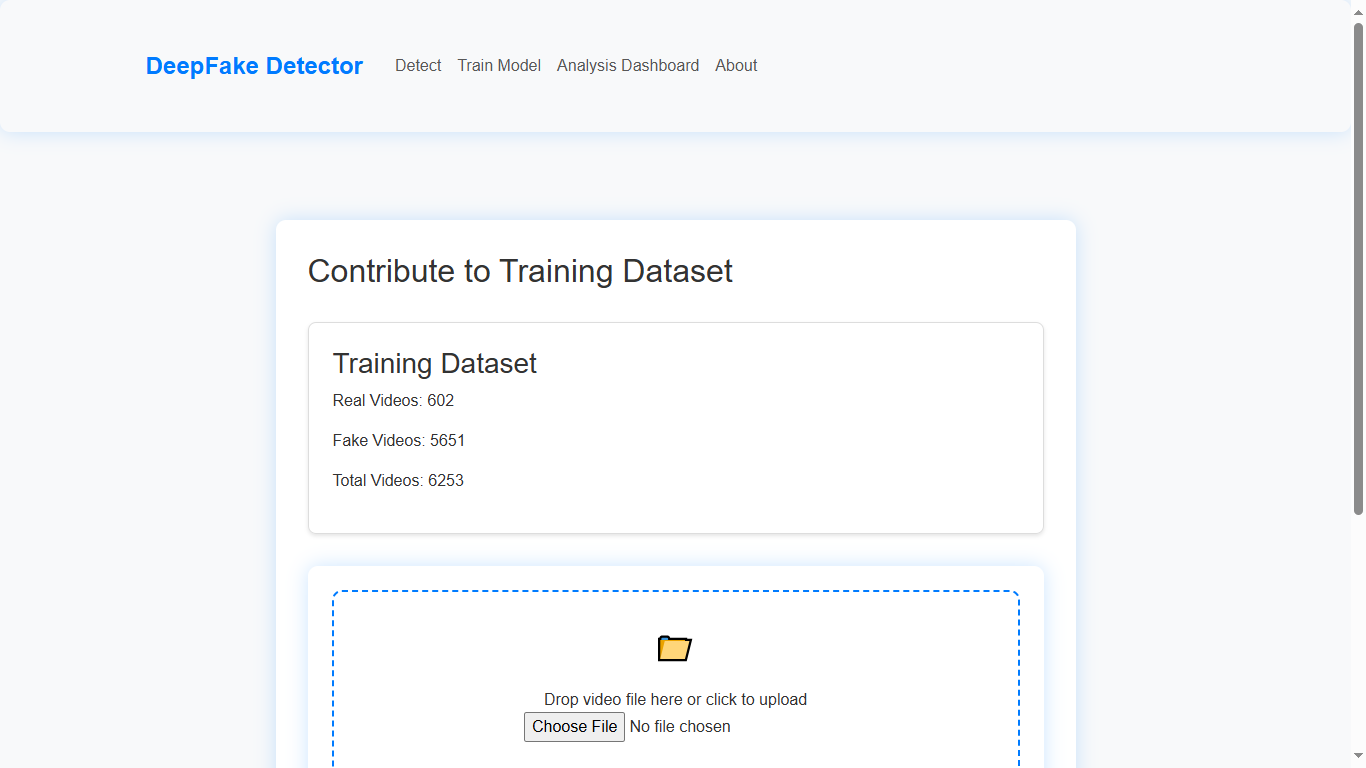 DeepFake Detector Detect Train Model Analysis Dashboard About
Contribute to Training Dataset
Training Dataset
Real Videos: 602
Fake Videos: 5651
Total Videos: 6253
Drop video file here or click to upload
Choose File No file chosen